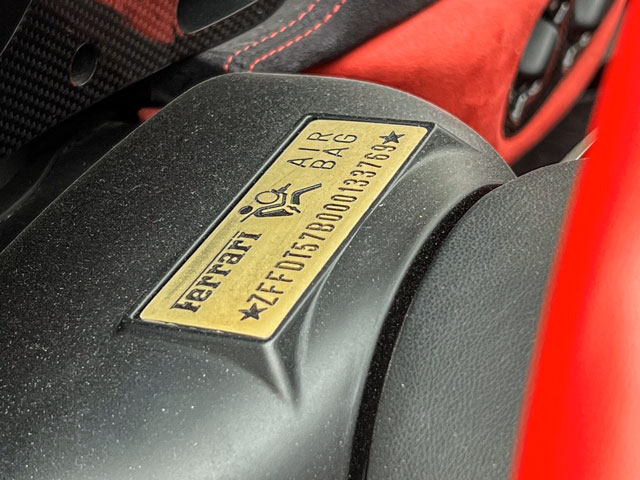 Ferrari
AIR
BAG
★ZFFDT57B000133769★